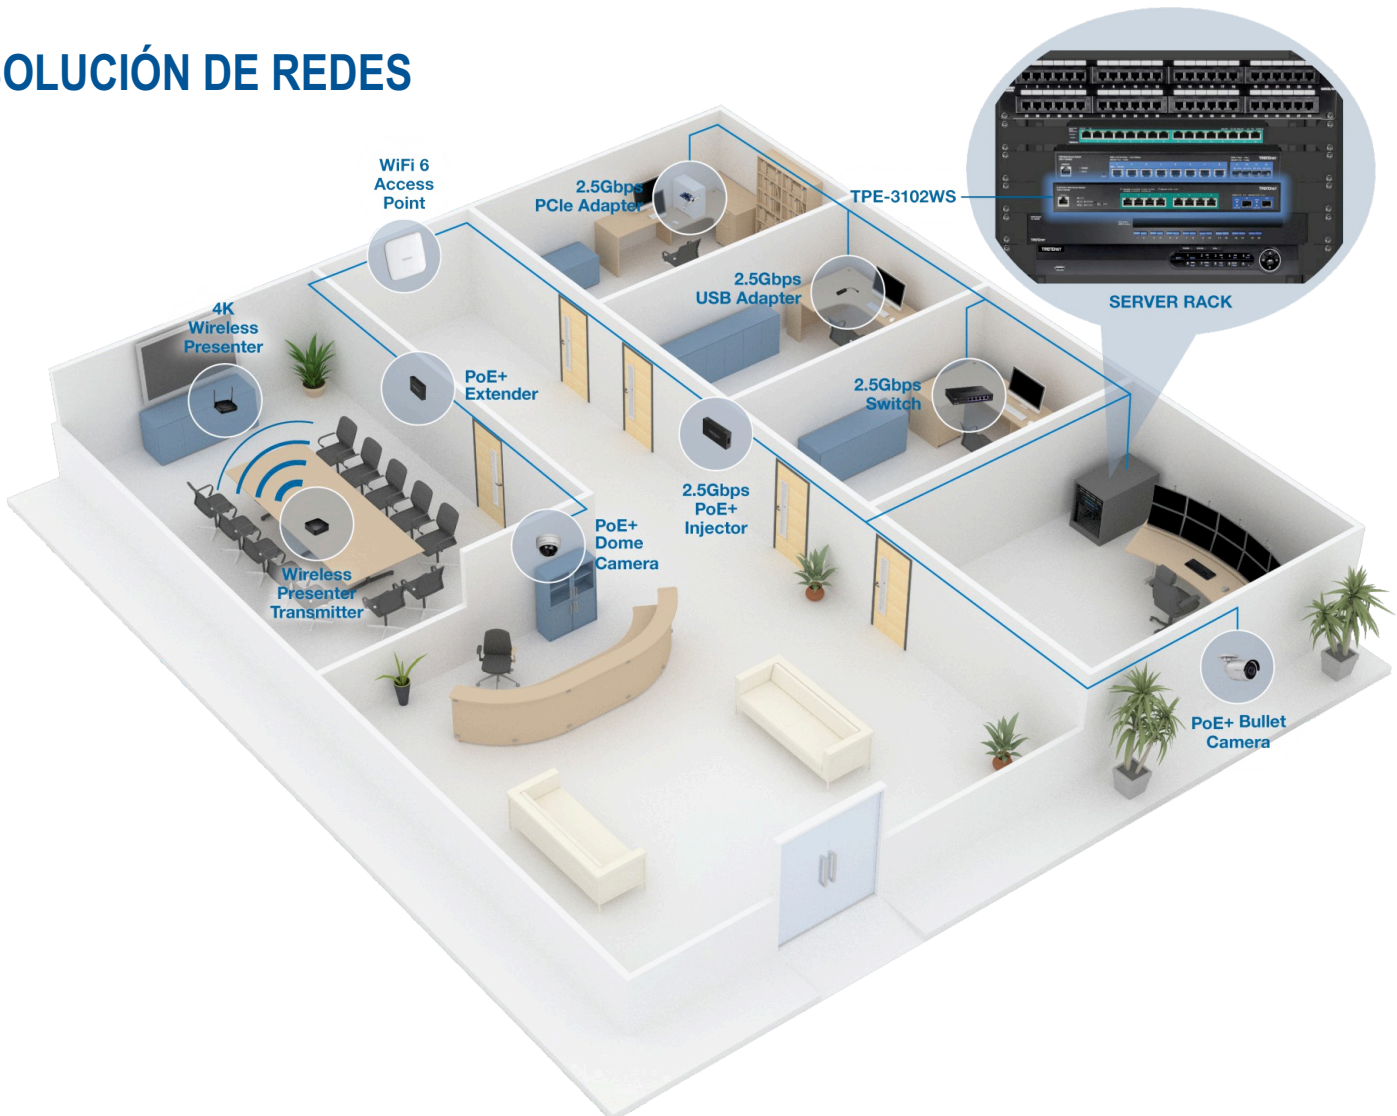 OLUCIÓN DE REDES
WiFi 6
Access
Point
2.5Gbps
PCIe Adapter
TPE-3102WS
SERVER RACK
4K
Wireless
Presenter
PoE+
Extender
2.5Gbps
USB Adapter
2.5Gbps
Switch
2.5Gbps
PoE+
Injector
PoE+
Dome
Camera
Wireless
Presenter
Transmitter
PoE+ Bullet
Camera
TRENDnet